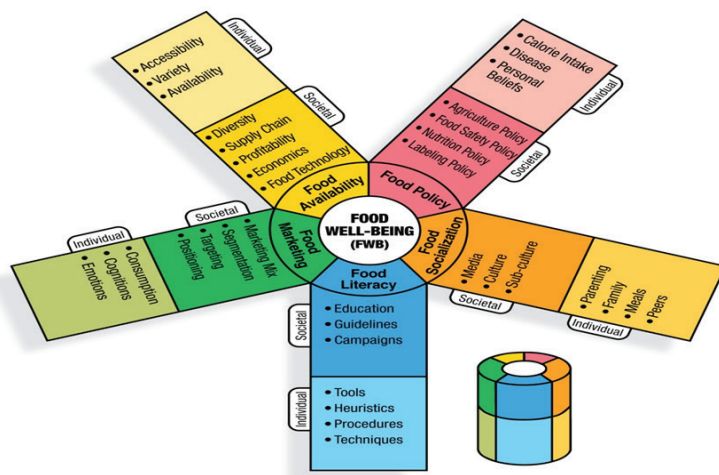 FOOD
WELL-BEING
(FWB)
Food
Availability
Societal
• Diversity
• Supply Chain
• Profitability
• Economics
• Food Technology
Individual
• Accessibility
• Variety
• Availability
Food Policy
Societal
• Agriculture Policy
• Food Safety Policy
• Nutrition Policy
• Labeling Policy
Individual
• Calorie Intake
• Disease
• Personal
Beliefs
Food
Socialization
Societal
• Media
• Culture
• Sub-culture
Individual
• Parenting
• Family
• Meals
• Peers
Food
Literacy
Societal
• Education
• Guidelines
• Campaigns
Individual
• Tools
• Heuristics
• Procedures
• Techniques
Food
Marketing
Societal
• Marketing Mix
• Segmentation
• Targeting
• Positioning
Individual
• Consumption
• Cognitions
• Emotions